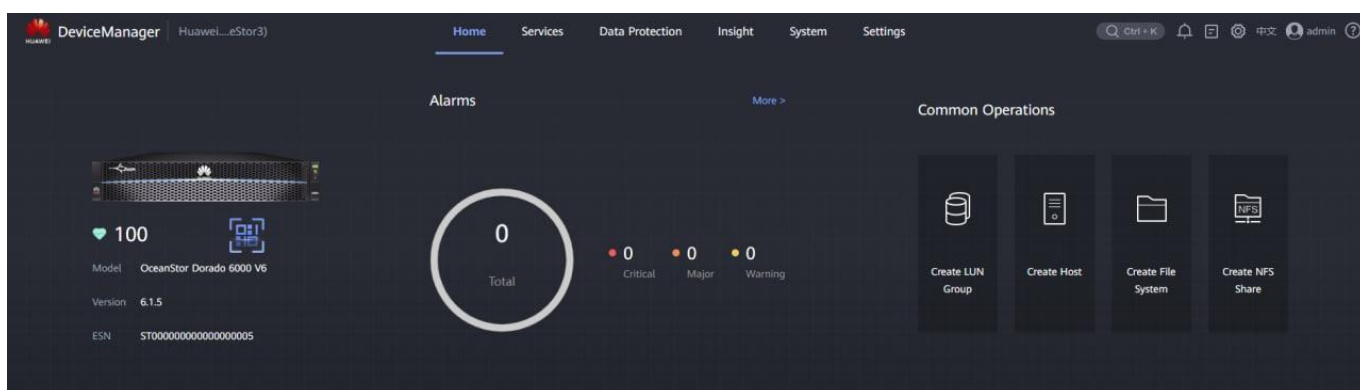 HUAWEI
DeviceManager Huawei....eStor3)
Home Services Data Protection Insight System Settings
Ctrl + K 中文 admin
Alarms
More >
Common Operations
100
Model OceanStor Dorado 6000 V6
Version 6.1.5
ESN ST000000000000000005
0
Total
0 Critical
0 Major
0 Warning
Create LUN
Group
Create Host
Create File
System
NFS
Create NFS
Share